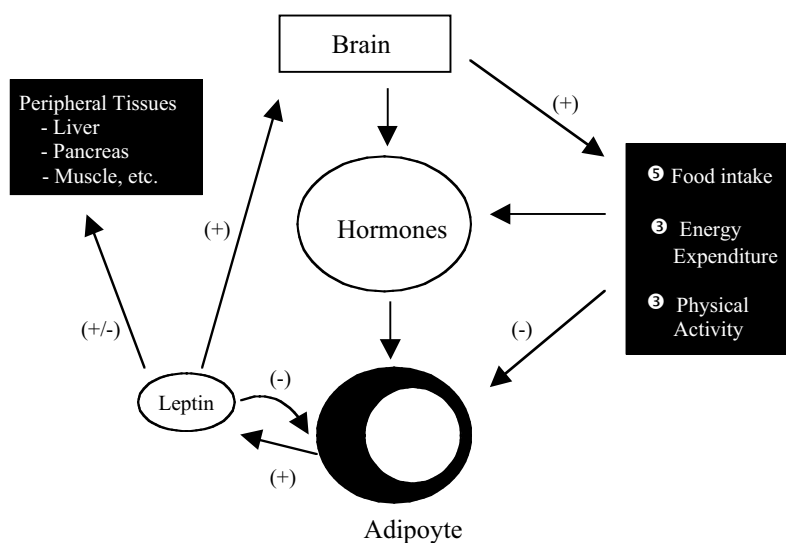 Brain
(+)
Peripheral Tissues
- Liver
- Pancreas
- Muscle, etc.
❺ Food intake
(+)
Hormones
❸ Energy
Expenditure
(+/-)
❸ Physical
Activity
(-)
(-)
Leptin
(+)
Adipoyte